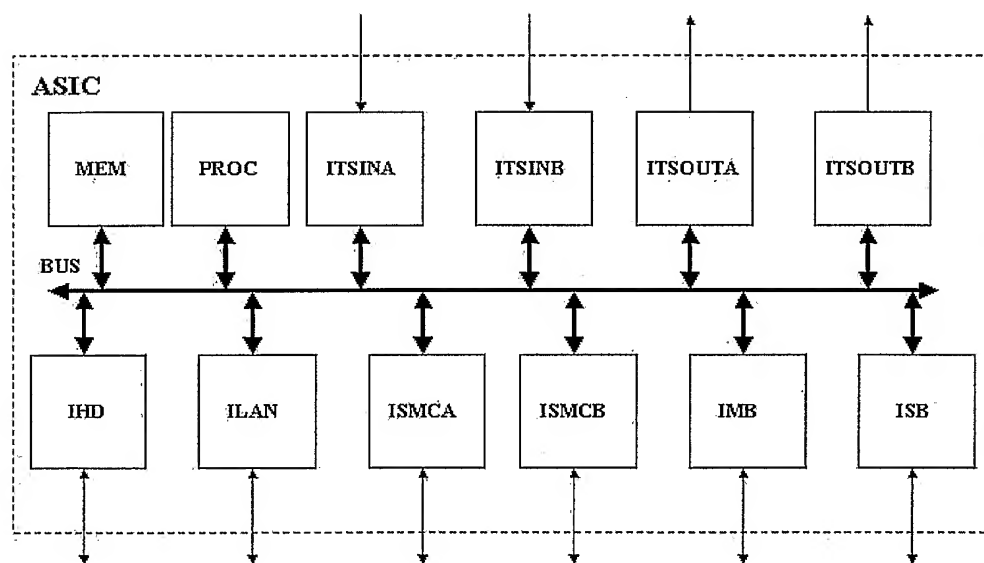 ASIC
MEM
PROC
ITSINA
ITSINB
ITSOUTA
ITSOUTB
BUS
IHD
ILAN
ISMCA
ISMCB
IMB
ISB